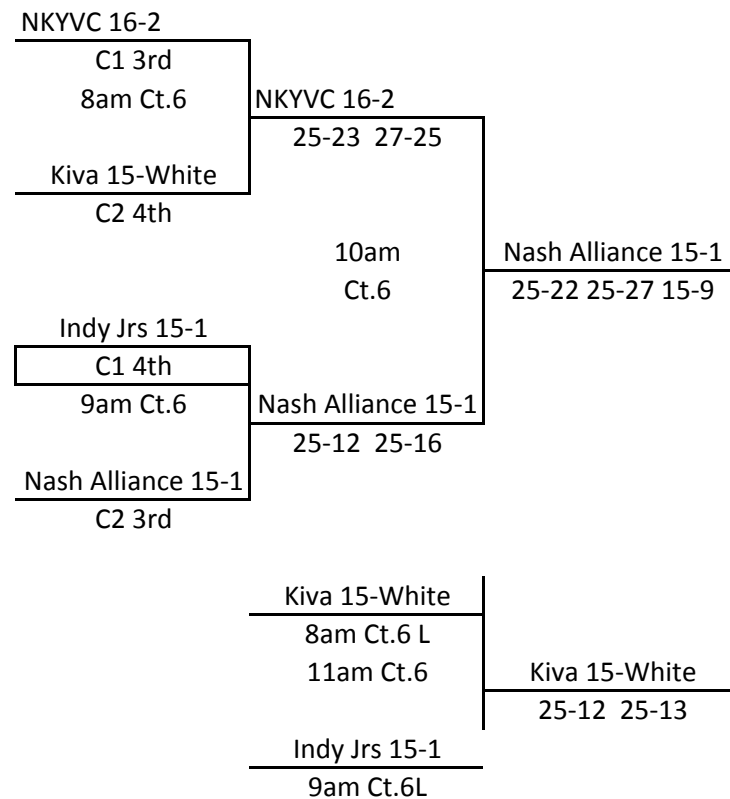 NKYVC 16-2
C1 3rd
8am Ct.6
NKYVC 16-2
25-23  27-25
Kiva 15-White
C2 4th
10am
Ct.6
Nash Alliance 15-1
25-22 25-27 15-9
Indy Jrs 15-1
C1 4th
9am Ct.6
Nash Alliance 15-1
25-12  25-16
Nash Alliance 15-1
C2 3rd
Kiva 15-White
8am Ct.6 L
11am Ct.6
Kiva 15-White
25-12  25-13
Indy Jrs 15-1
9am Ct.6L